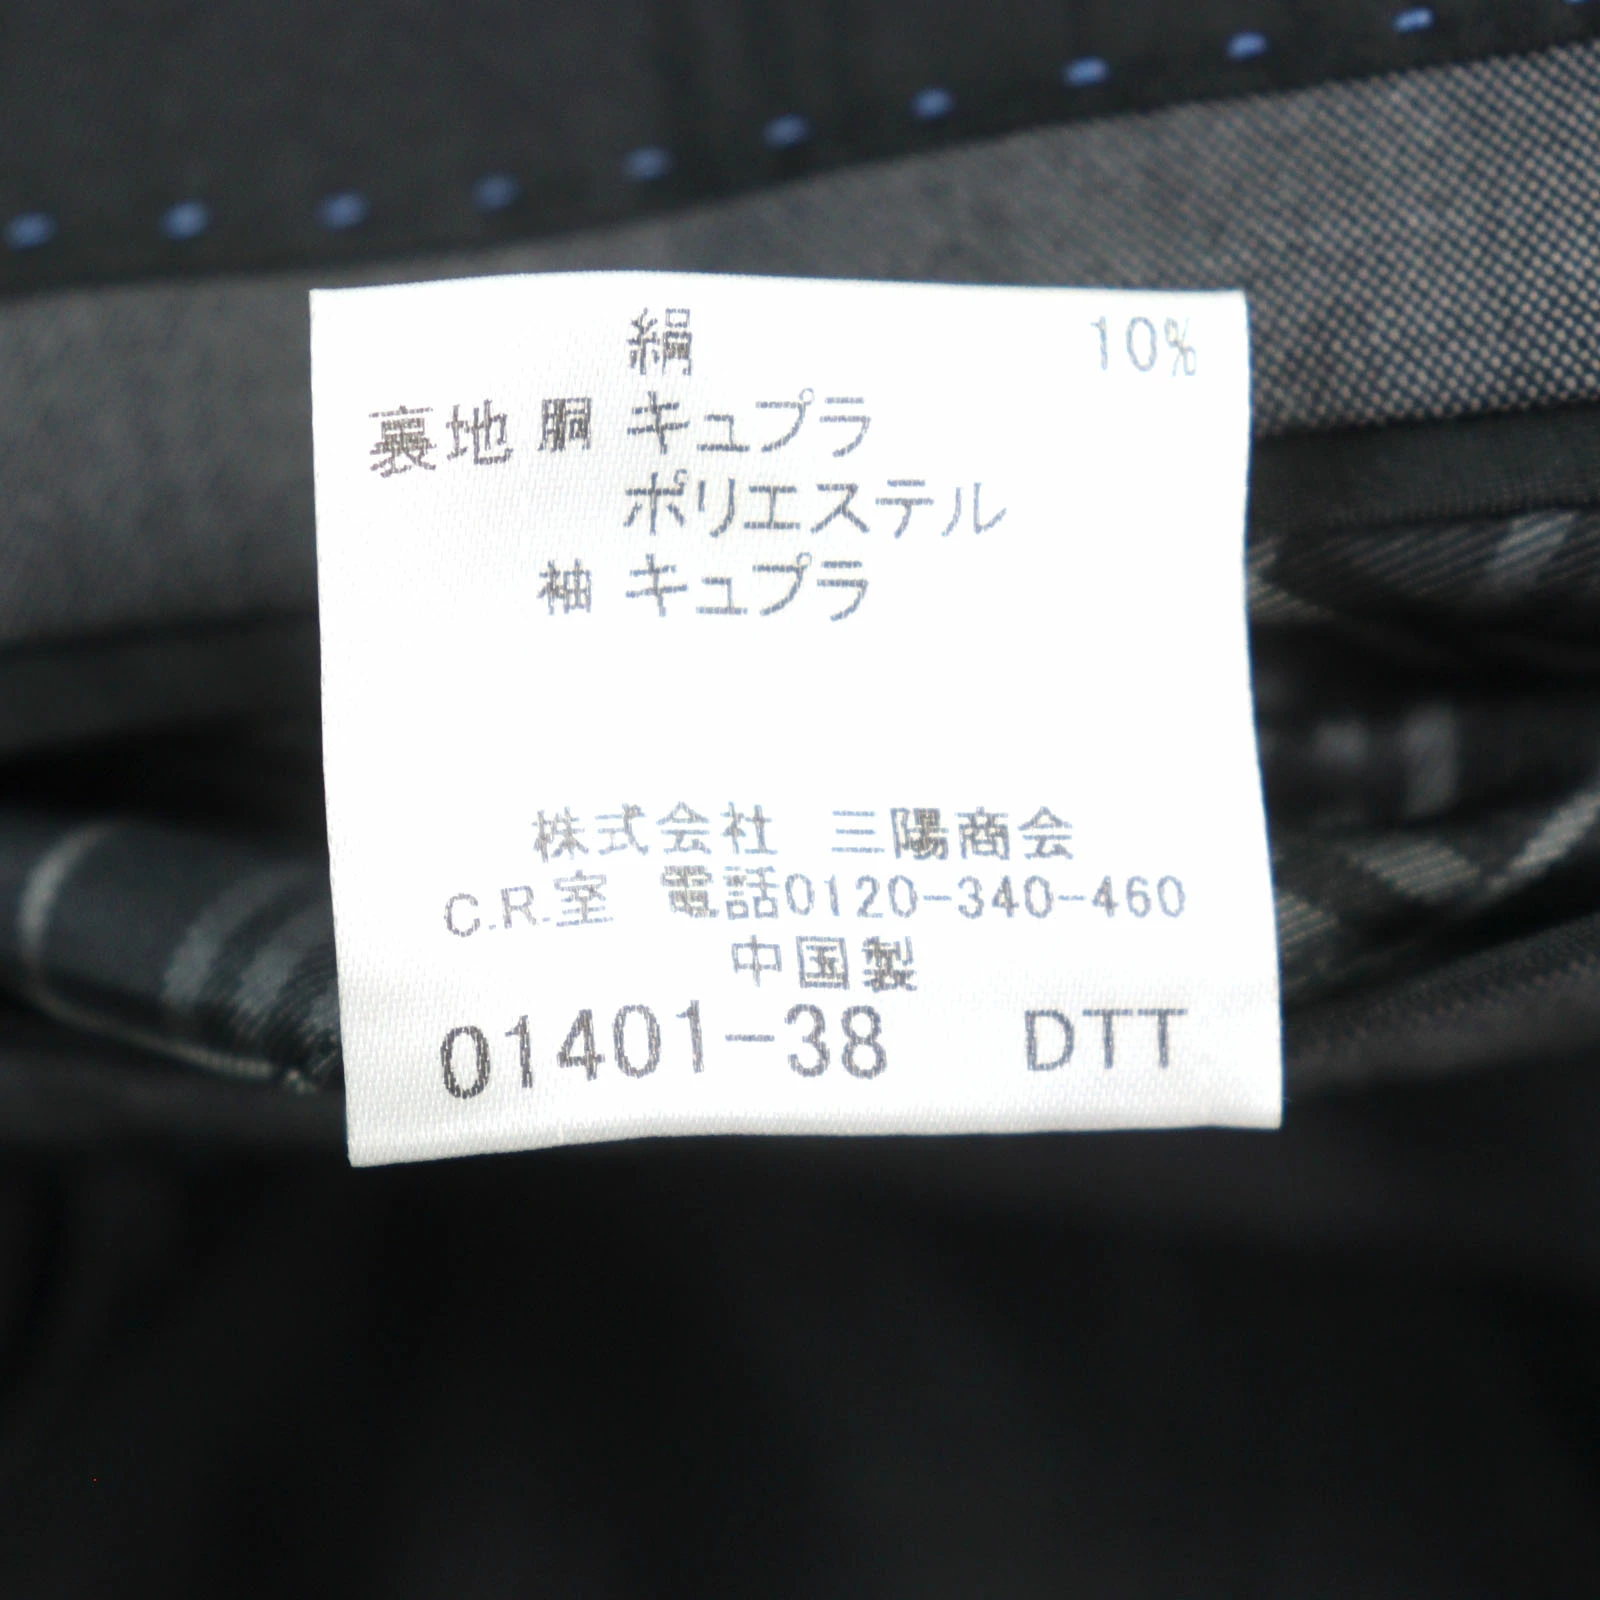 絹 10%
裏地 胴 キュプラ
ポリエステル
袖 キュプラ
株式会社 三陽商会
C.R.室 電話0120-340-460
中国製
01401-38 DTT